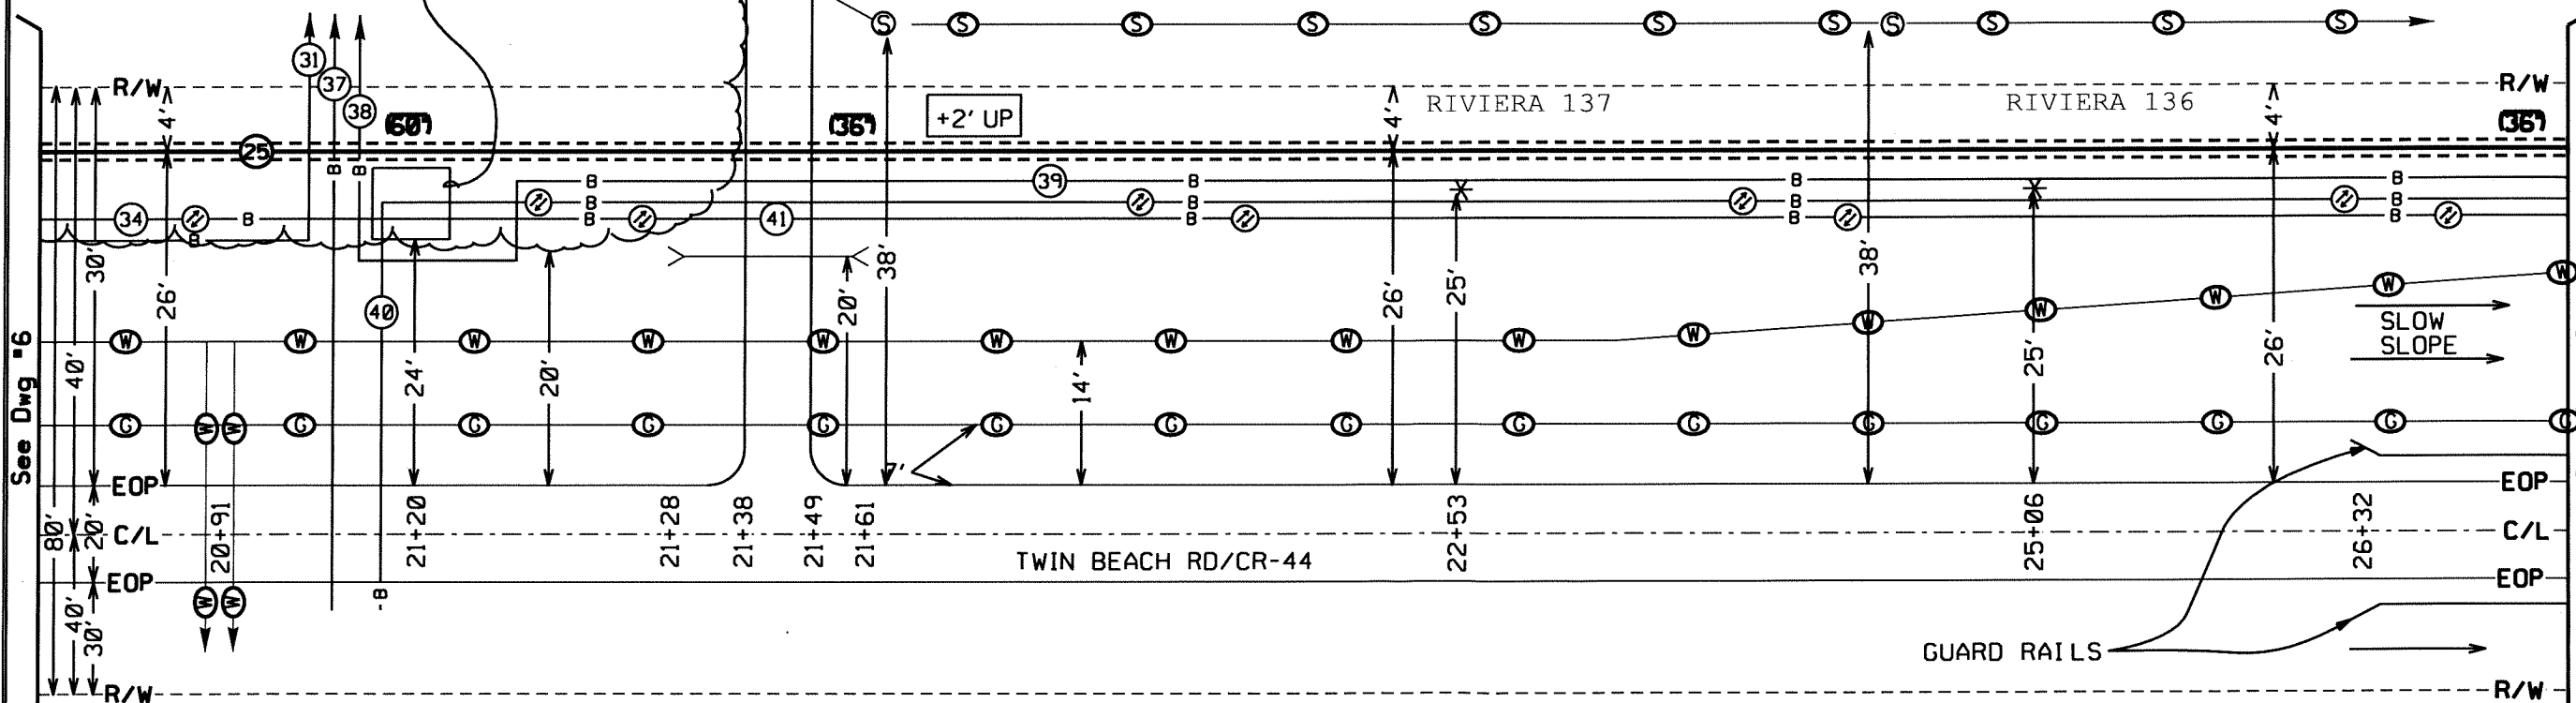 S S S S S S S S S S
31
37
38
R/W
4'
(60")
(36")
+2' UP
4'
RIVIERA 137
RIVIERA 136
4'
R/W
(36")
25
B B
B
39
B
B
B
B
B
B
B
B
B
34
B
B
41
B
B
B
B
30'
26'
38'
26'
25'
38'
40
20'
W W W W W W W W W W W W W W W
SLOW
SLOPE
See Dwg #6
40'
24'
20'
14'
25'
26'
G G G G G G G G G G G G G G G
W W
7'
EOP
EOP
80'
20'
C/L
20+91
21+20
21+28
21+38
21+49
21+61
22+53
25+06
26+32
C/L
TWIN BEACH RD/CR-44
EOP
EOP
W W
-B
40'
30'
GUARD RAILS
R/W
R/W